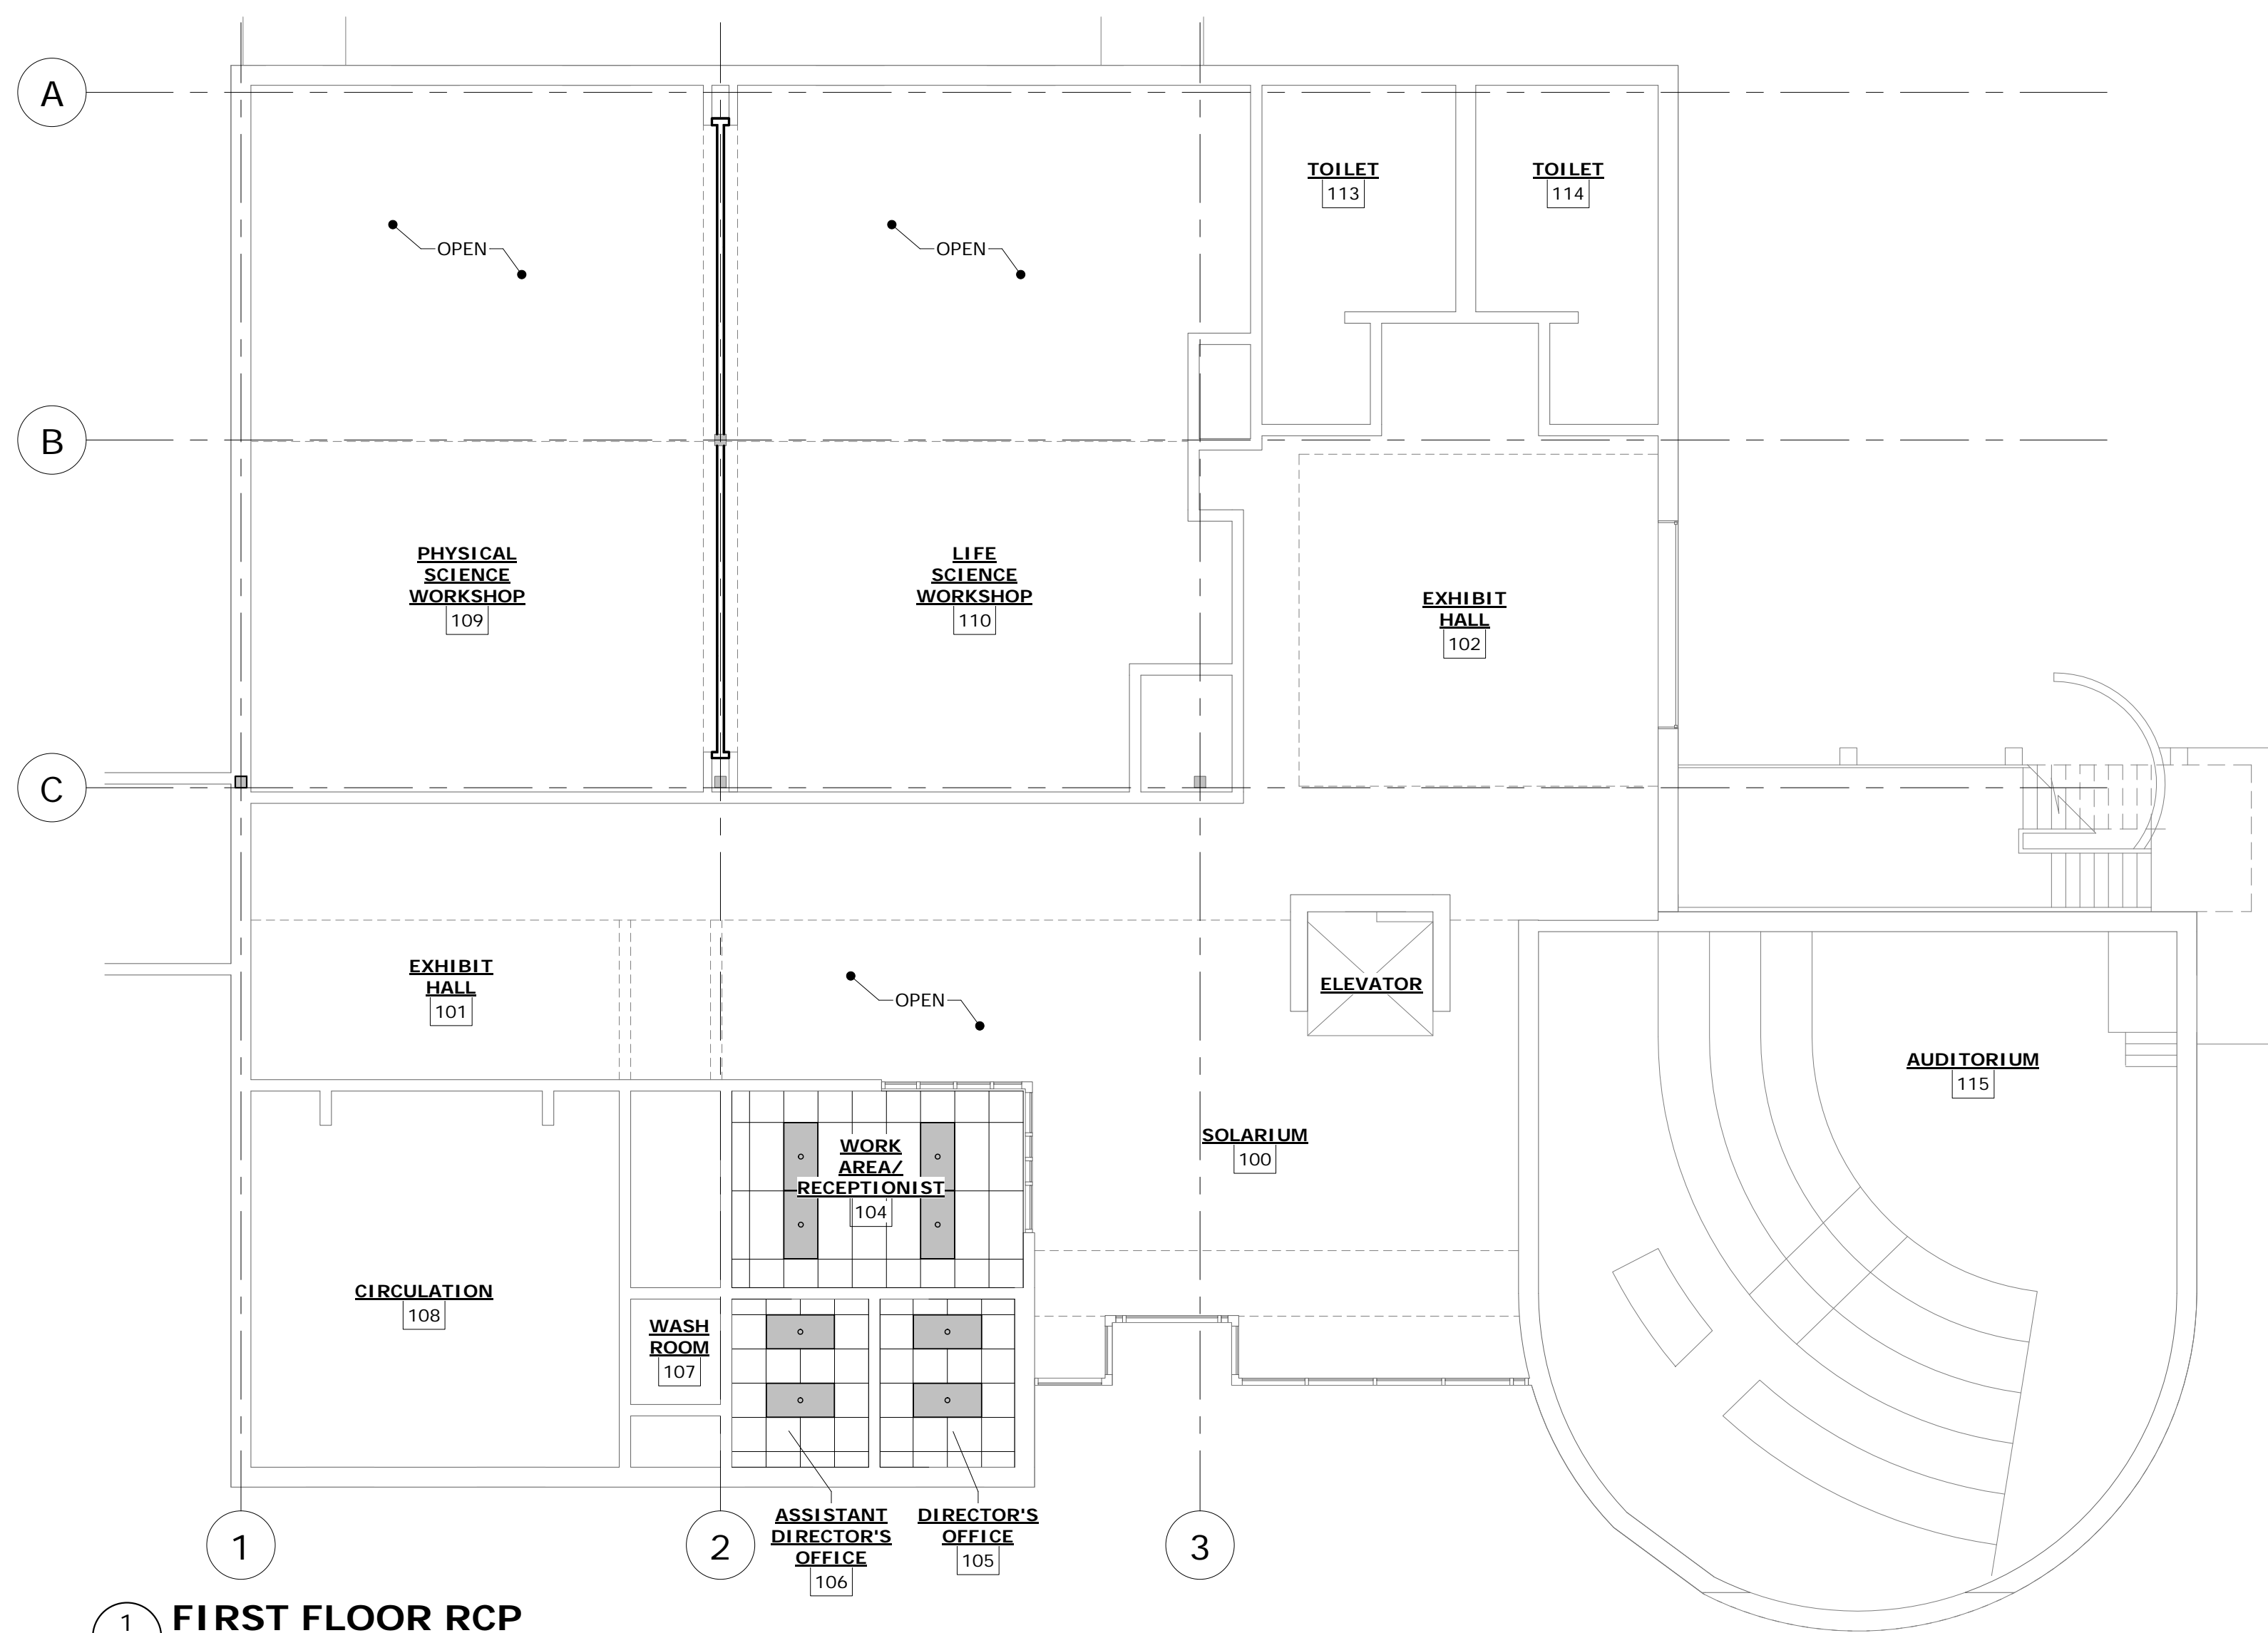 A
TOILET
113
TOILET
114
OPEN
OPEN
B
PHYSICAL
SCIENCE
WORKSHOP
109
LIFE
SCIENCE
WORKSHOP
110
EXHIBIT
HALL
102
C
EXHIBIT
HALL
101
OPEN
ELEVATOR
AUDITORIUM
115
WORK
AREA/
RECEPTIONIST
104
SOLARIUM
100
CIRCULATION
108
WASH
ROOM
107
ASSISTANT
DIRECTOR'S
OFFICE
106
DIRECTOR'S
OFFICE
105
1
2
3
1
FIRST FLOOR RCP